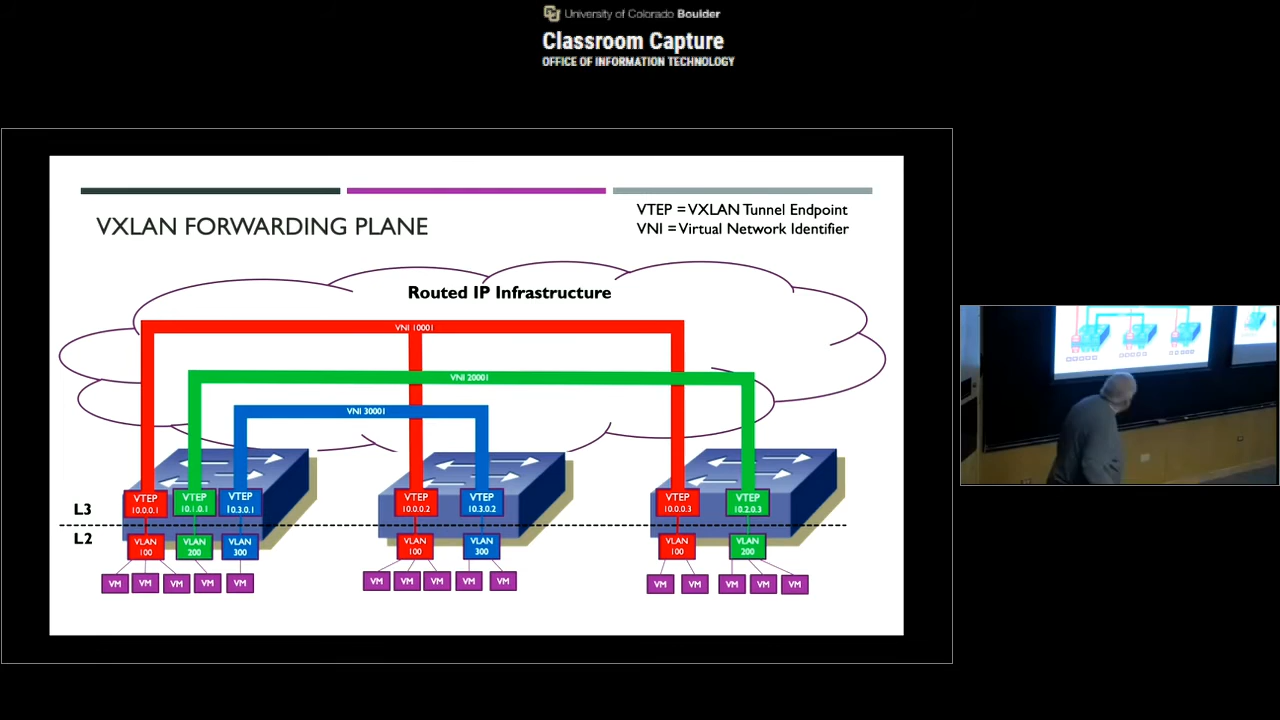 University of Colorado Boulder
Classroom Capture
OFFICE OF INFORMATION TECHNOLOGY
VTEP = VXLAN Tunnel Endpoint
VNI = Virtual Network Identifier
VXLAN FORWARDING PLANE
Routed IP Infrastructure
VNI 10001
VNI 20001
VNI 30001
VTEP
10.0.0.1
VTEP
10.1.0.1
VTEP
10.3.0.1
VTEP
10.0.0.2
VTEP
10.3.0.2
VTEP
10.0.0.3
VTEP
10.2.0.3
L3
L2
VLAN
100
VLAN
200
VLAN
300
VLAN
100
VLAN
300
VLAN
100
VLAN
200
VM VM VM VM VM
VM VM VM VM VM
VM VM VM VM VM